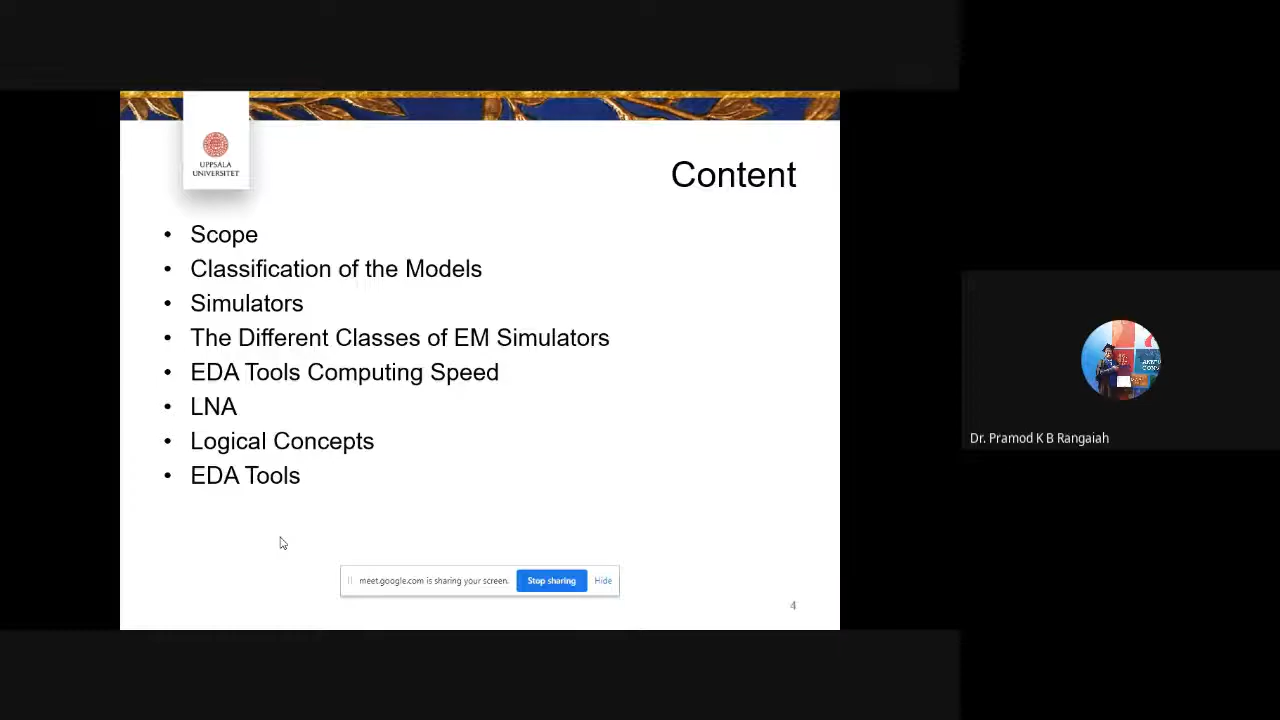 UPPSALA
UNIVERSITET
Content
• Scope
• Classification of the Models
• Simulators
• The Different Classes of EM Simulators
• EDA Tools Computing Speed
• LNA
• Logical Concepts
• EDA Tools
meet.google.com is sharing your screen. Stop sharing Hide
4
Dr. Pramod K B Rangaiah